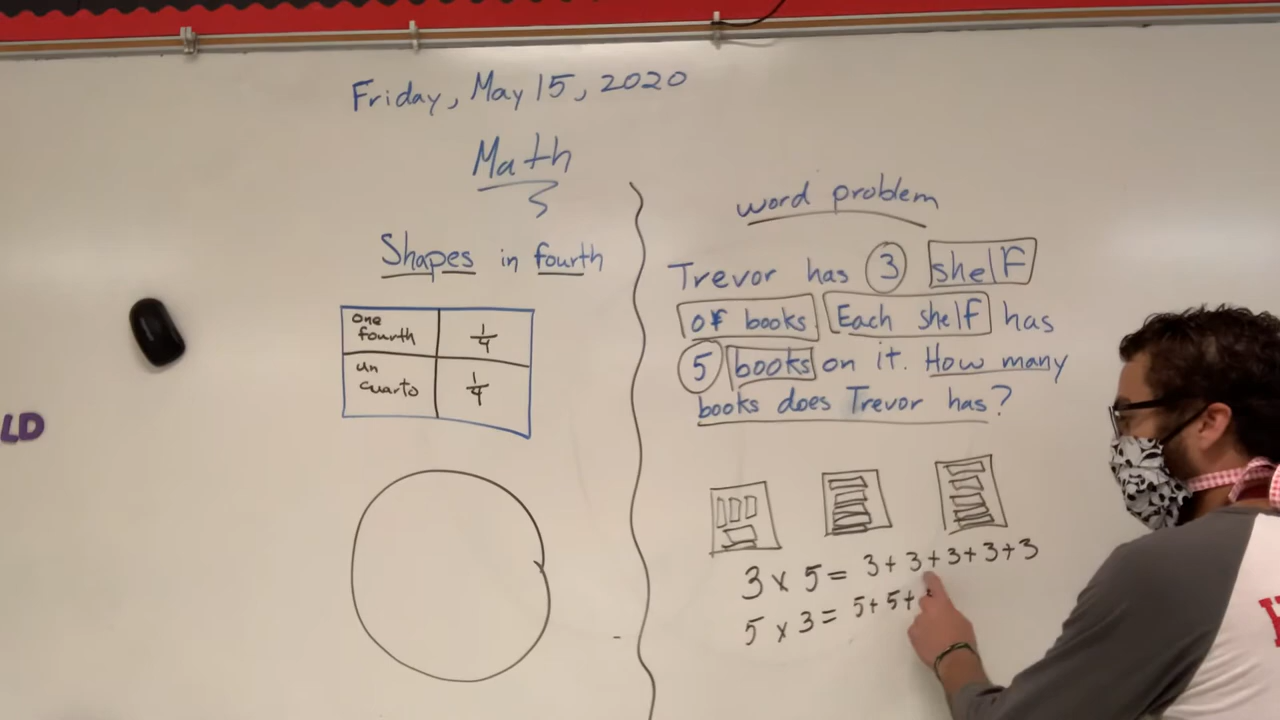 Friday, May 15, 2020
Math
Shapes in fourth
one fourth 1/4
un cuarto 1/4
LD
word problem
Trevor has 3 shelf
of books Each shelf has
5 books on it. How many
books does Trevor has?
3 x 5 = 3 + 3 + 3 + 3 + 3
5 x 3 = 5 + 5 +